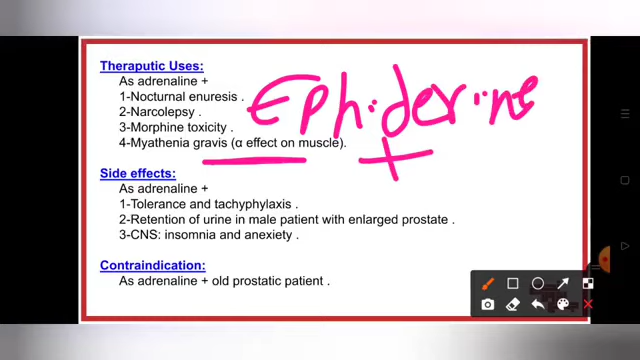 Theraputic Uses:
As adrenaline +
1-Nocturnal enuresis .
2-Narcolepsy .
3-Morphine toxicity .
4-Myathenia gravis (α effect on muscle).
Ephiderine
+
Side effects:
As adrenaline +
1-Tolerance and tachyphylaxis .
2-Retention of urine in male patient with enlarged prostate .
3-CNS: insomnia and anexiety .
Contraindication:
As adrenaline + old prostatic patient .